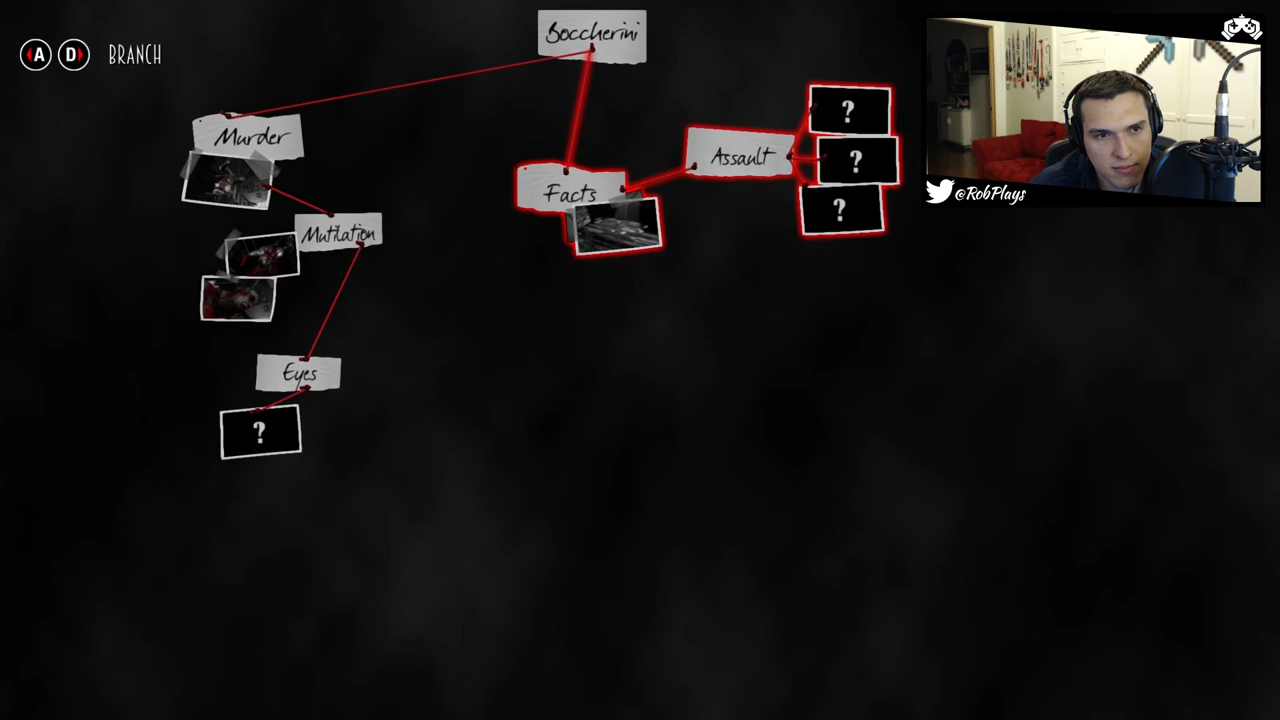 Boccherini
A D BRANCH
Murder
?
Assault
?
Facts
?
Mutilation
Eyes
?
@RobPlays